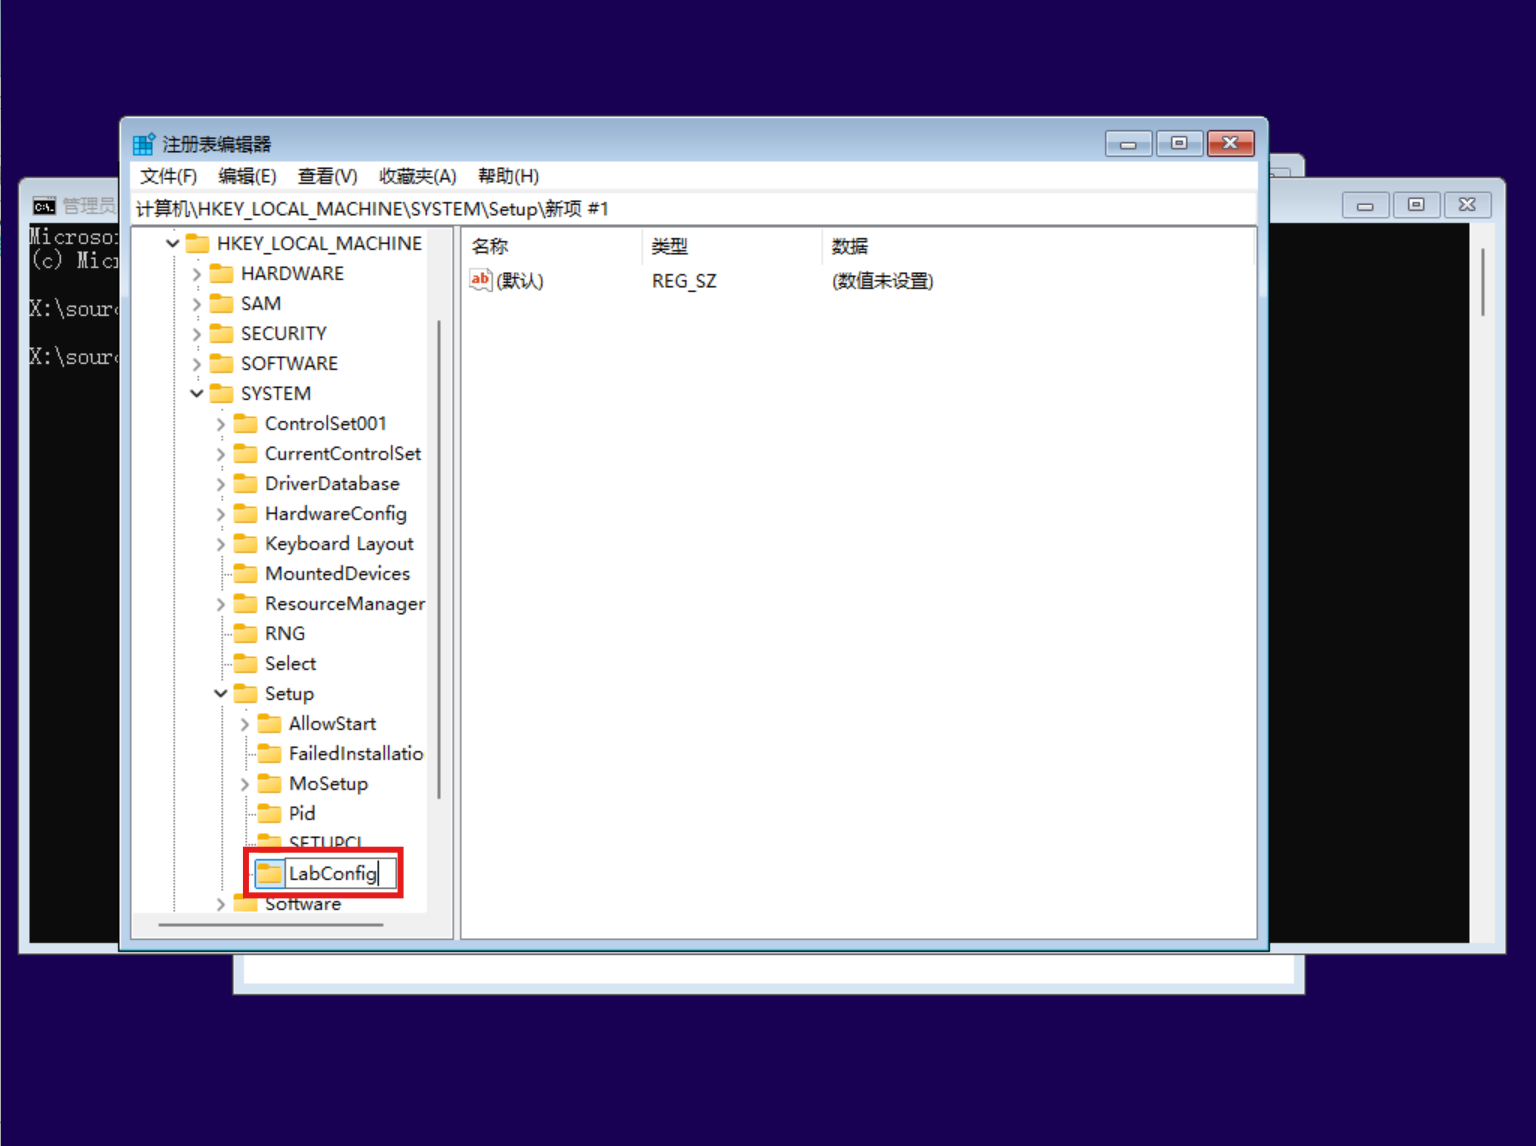 注册表编辑器
文件(F) 编辑(E) 查看(V) 收藏夹(A) 帮助(H)
计算机\HKEY_LOCAL_MACHINE\SYSTEM\Setup\新项 #1
管理员
Microso
(c) Mic
X:\sour
X:\sour
HKEY_LOCAL_MACHINE
HARDWARE
SAM
SECURITY
SOFTWARE
SYSTEM
ControlSet001
CurrentControlSet
DriverDatabase
HardwareConfig
Keyboard Layout
MountedDevices
ResourceManager
RNG
Select
Setup
AllowStart
FailedInstallatio
MoSetup
Pid
SETUPCL
LabConfig
Software
名称 类型 数据
ab (默认) REG_SZ (数值未设置)